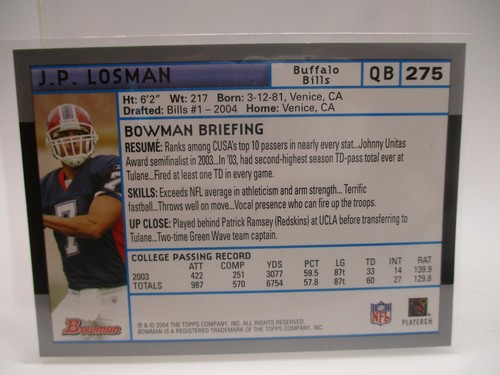 J.P. LOSMAN
Buffalo
Bills
QB
275
Ht: 6'2" Wt: 217 Born: 3-12-81, Venice, CA
Drafted: Bills #1 – 2004 Home: Venice, CA
BOWMAN BRIEFING
RESUMÉ: Ranks among CUSA's top 10 passers in nearly every stat...Johnny Unitas
Award semifinalist in 2003...In '03, had second-highest season TD-pass total ever at
Tulane...Fired at least one TD in every game.
SKILLS: Exceeds NFL average in athleticism and arm strength... Terrific
fastball...Throws well on move...Vocal presence who can fire up the troops.
UP CLOSE: Played behind Patrick Ramsey (Redskins) at UCLA before transferring to
Tulane...Two-time Green Wave team captain.
COLLEGE PASSING RECORD
ATT COMP YDS PCT LG TD INT RAT
2003 422 251 3077 59.5 87t 33 14 139.9
TOTALS 987 570 6754 57.8 87t 60 27 129.8
7
Bowman
® & © 2004 THE TOPPS COMPANY, INC. ALL RIGHTS RESERVED.
BOWMAN IS A REGISTERED TRADEMARK OF THE TOPPS COMPANY, INC.
NFL
PLAYERS